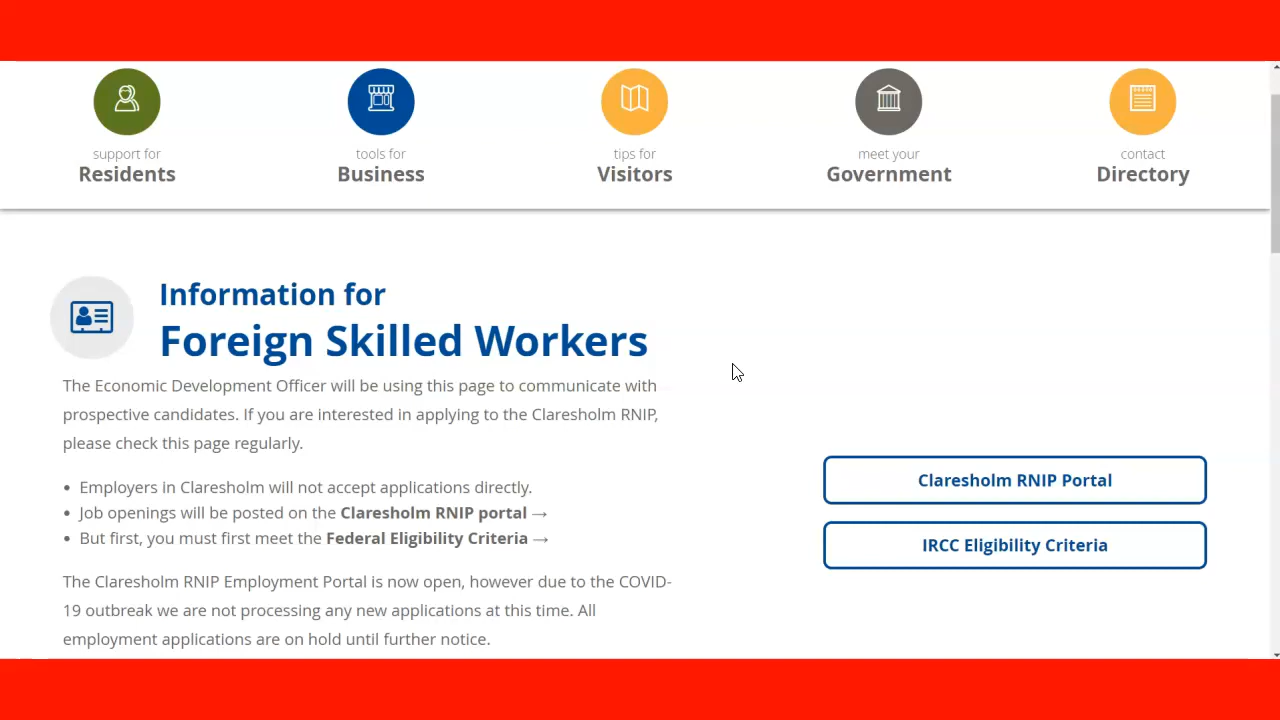 support for
Residents
tools for
Business
tips for
Visitors
meet your
Government
contact
Directory
Information for
Foreign Skilled Workers
The Economic Development Officer will be using this page to communicate with
prospective candidates. If you are interested in applying to the Claresholm RNIP,
please check this page regularly.
• Employers in Claresholm will not accept applications directly.
• Job openings will be posted on the Claresholm RNIP portal →
• But first, you must first meet the Federal Eligibility Criteria →
The Claresholm RNIP Employment Portal is now open, however due to the COVID-
19 outbreak we are not processing any new applications at this time. All
employment applications are on hold until further notice.
Claresholm RNIP Portal
IRCC Eligibility Criteria